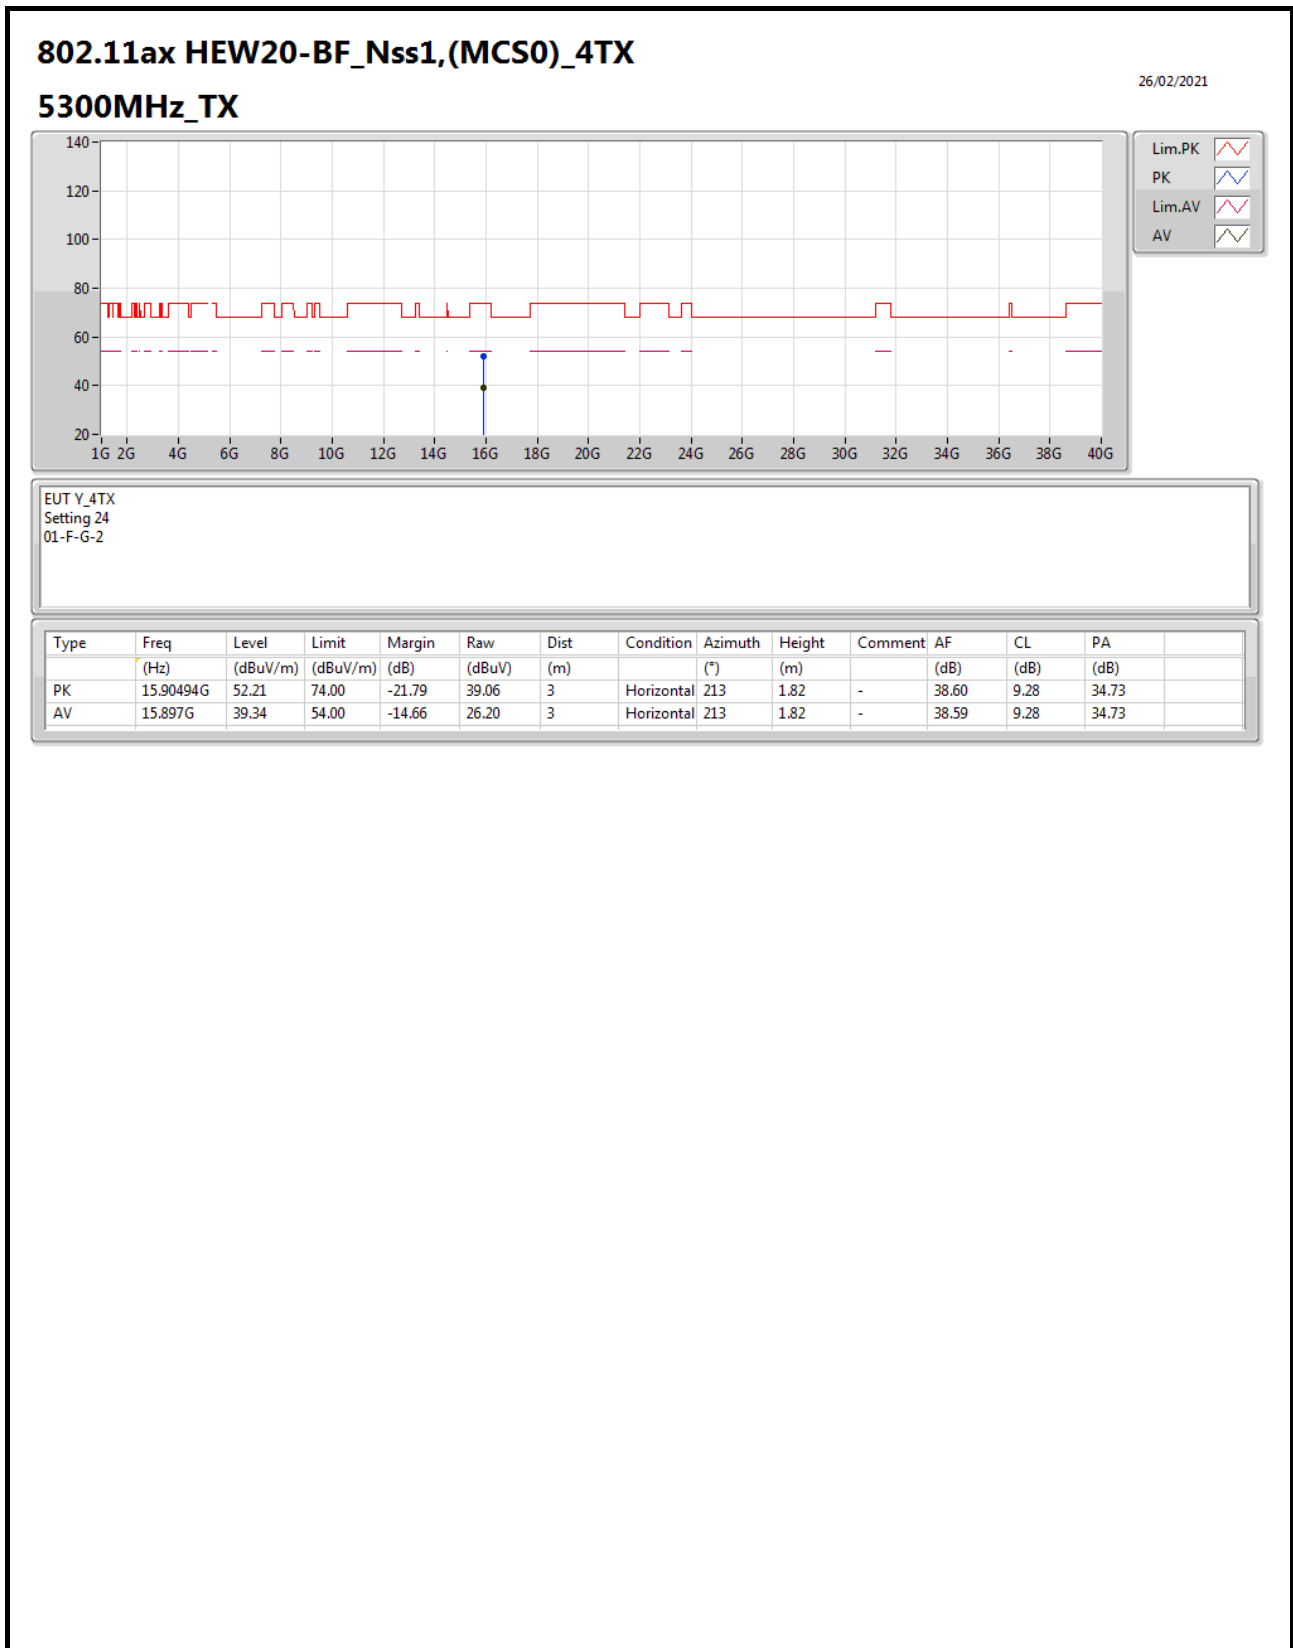 802.11ax HEW20-BF_Nss1,(MCS0)_4TX
26/02/2021
5300MHz_TX
140
120
100
80
60
40
20
1G 2G 4G 6G 8G 10G 12G 14G 16G 18G 20G 22G 24G 26G 28G 30G 32G 34G 36G 38G 40G
Lim.PK
PK
Lim.AV
AV
EUT Y_4TX
Setting 24
01-F-G-2
Type Freq Level Limit Margin Raw Dist Condition Azimuth Height Comment AF CL PA
(Hz) (dBuV/m) (dBuV/m) (dB) (dBuV) (m) (°) (m) (dB) (dB) (dB)
PK 15.90494G 52.21 74.00 -21.79 39.06 3 Horizontal 213 1.82 - 38.60 9.28 34.73
AV 15.897G 39.34 54.00 -14.66 26.20 3 Horizontal 213 1.82 - 38.59 9.28 34.73